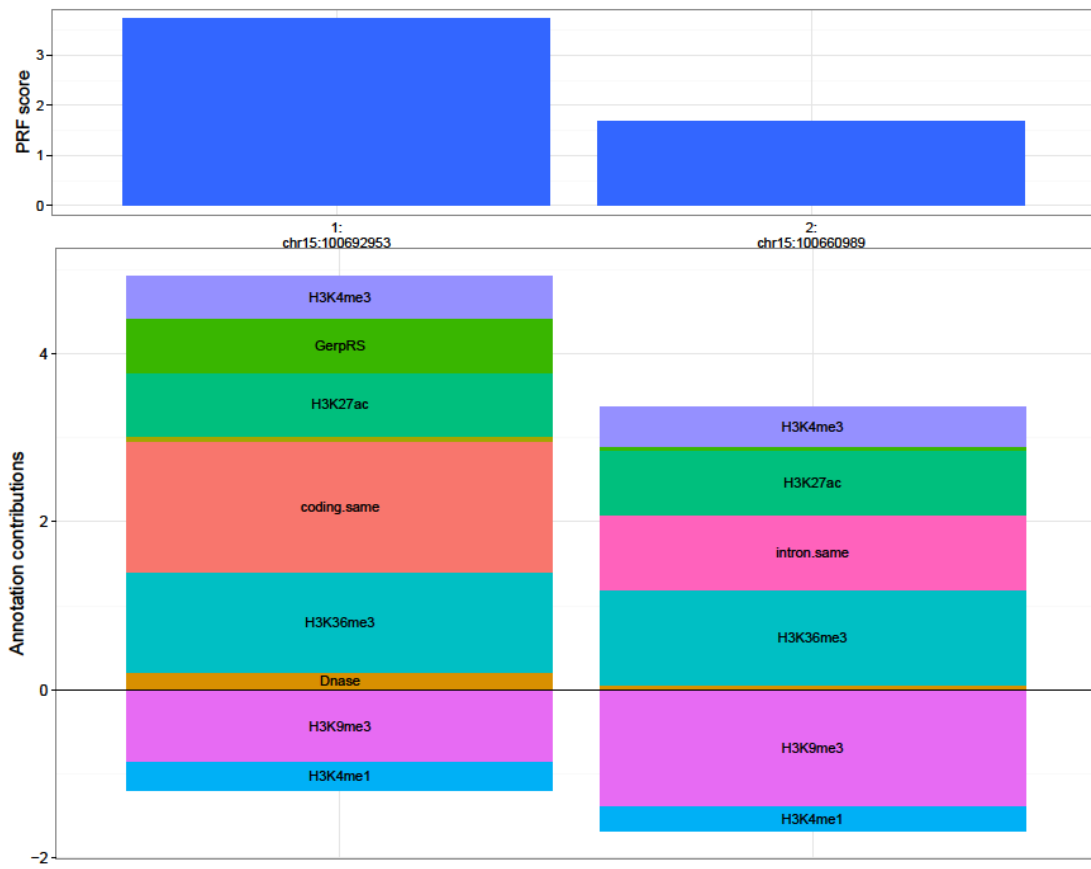 PRF score
3
2
1
0
1:
chr15:100692953
2:
chr15:100660989
Annotation contributions
4
2
0
−2
H3K4me3
GerpRS
H3K27ac
coding.same
H3K36me3
Dnase
H3K9me3
H3K4me1
H3K4me3
H3K27ac
intron.same
H3K36me3
H3K9me3
H3K4me1